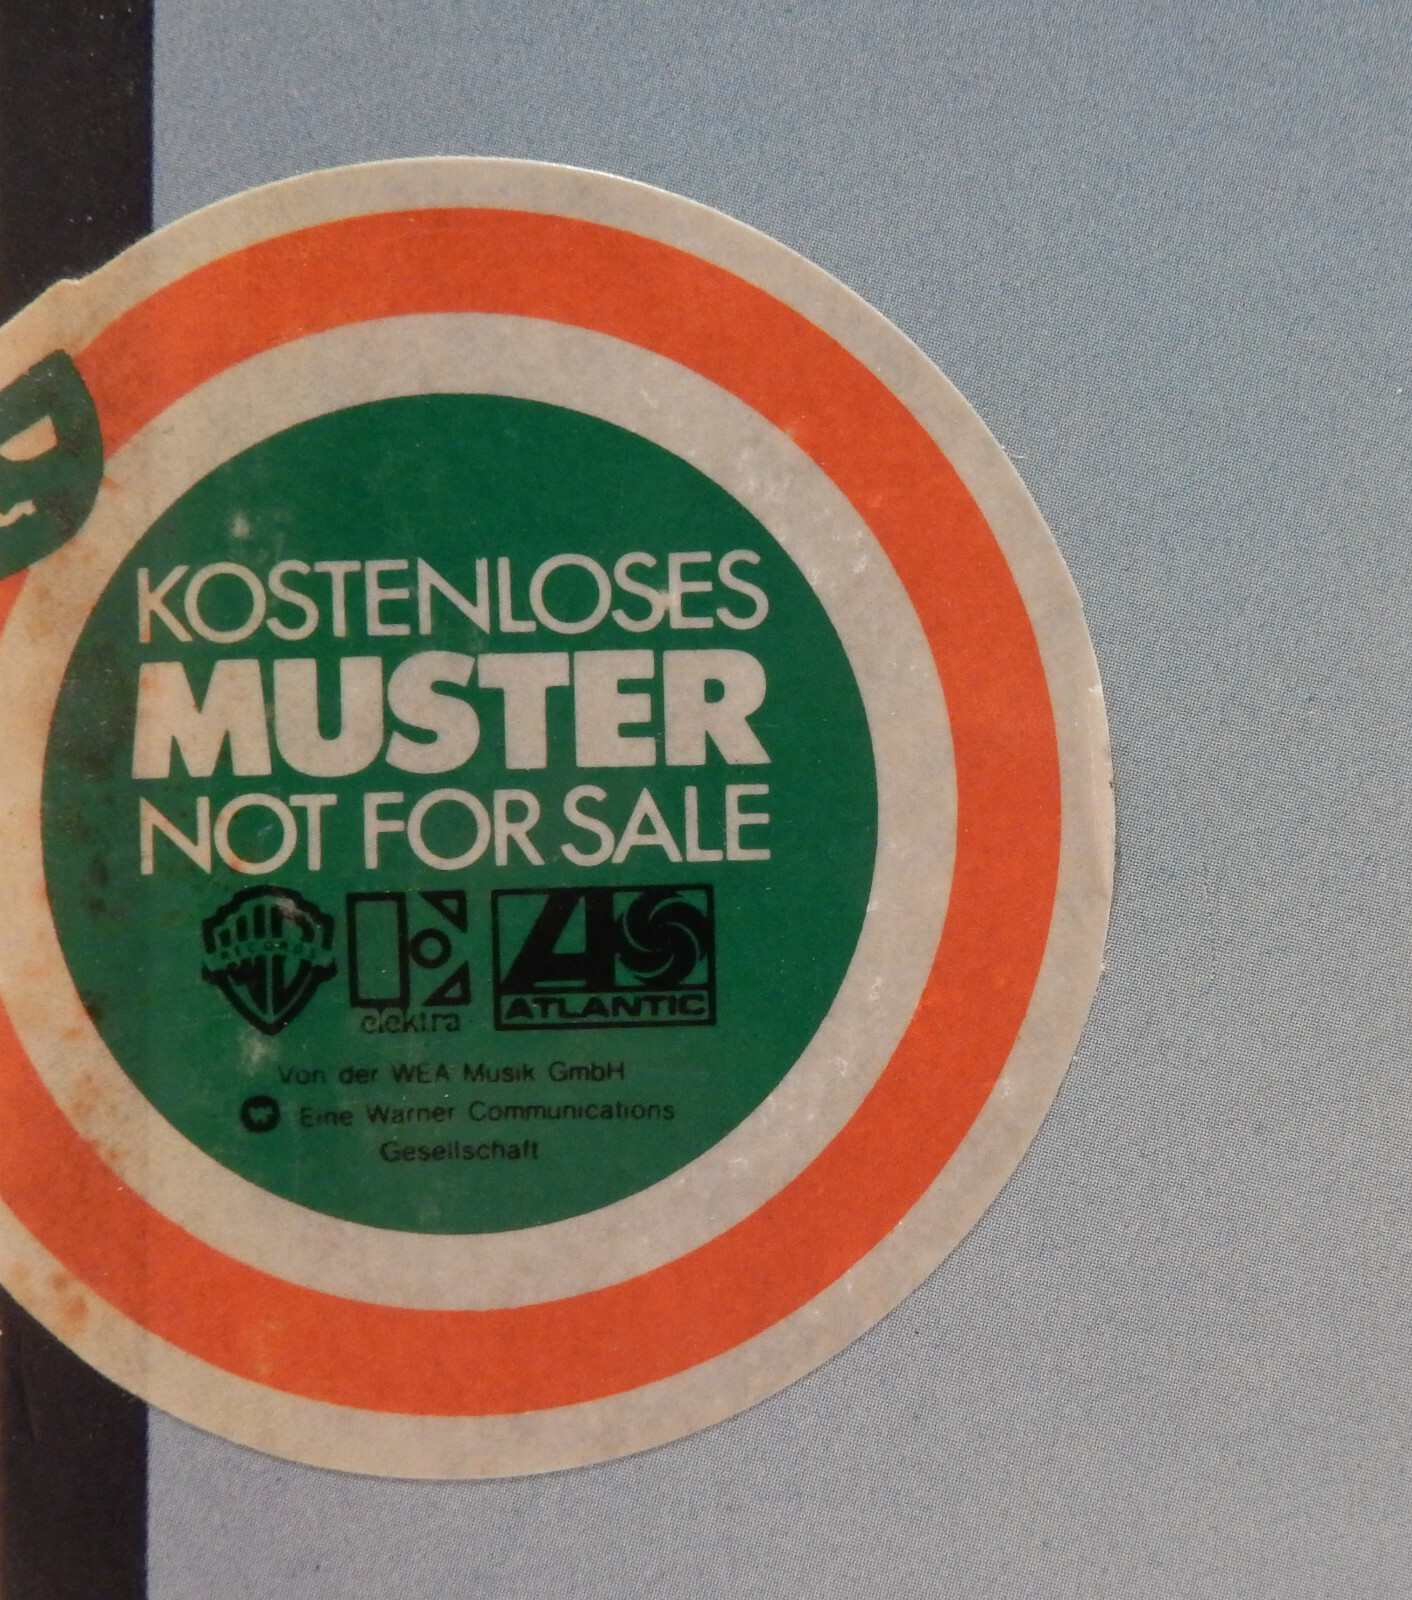 KOSTENLOSES
MUSTER
NOT FOR SALE
RECORDS
elektra
ATLANTIC
Von der WEA Musik GmbH
Eine Warner Communications
Gesellschaft